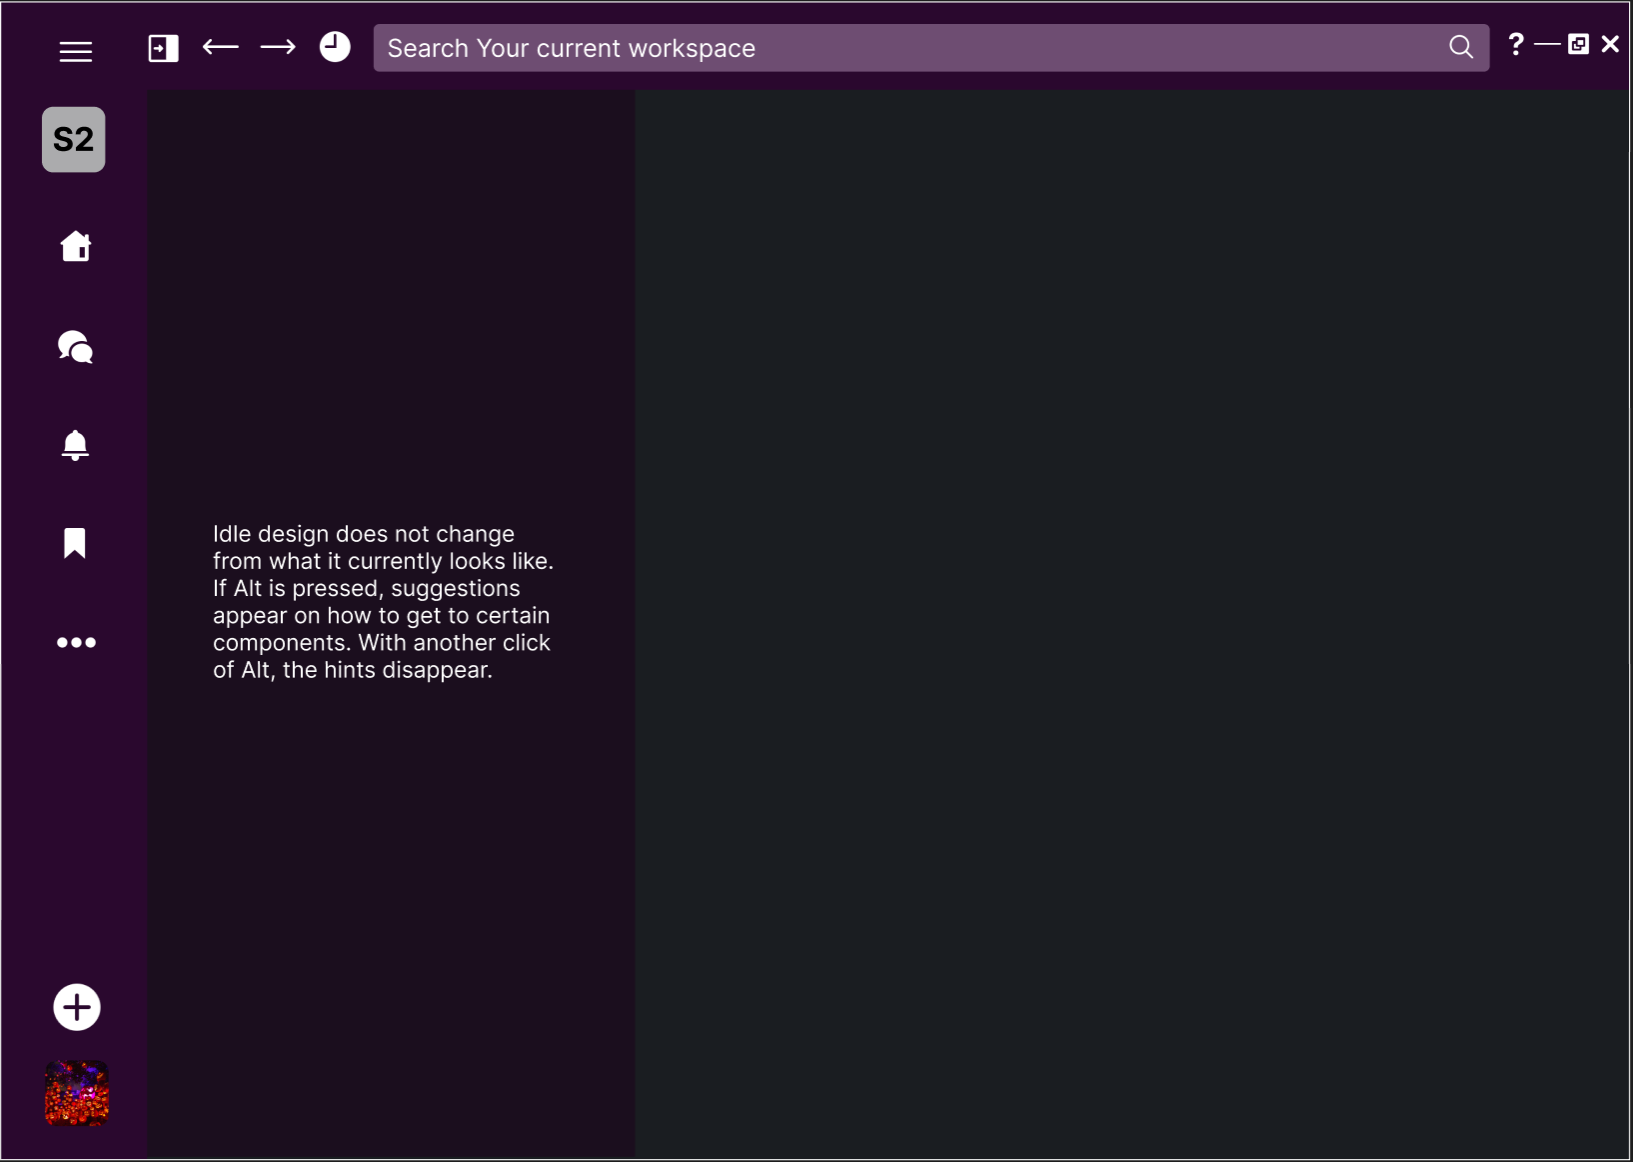 Search Your current workspace
?
S2
Idle design does not change
from what it currently looks like.
If Alt is pressed, suggestions
appear on how to get to certain
components. With another click
of Alt, the hints disappear.